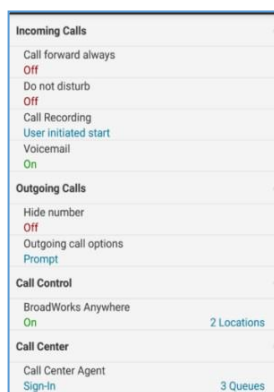 Incoming Calls
Call forward always
Off
Do not disturb
Off
Call Recording
User initiated start
Voicemail
On
Outgoing Calls
Hide number
Off
Outgoing call options
Prompt
Call Control
BroadWorks Anywhere
On 2 Locations
Call Center
Call Center Agent
Sign-In 3 Queues